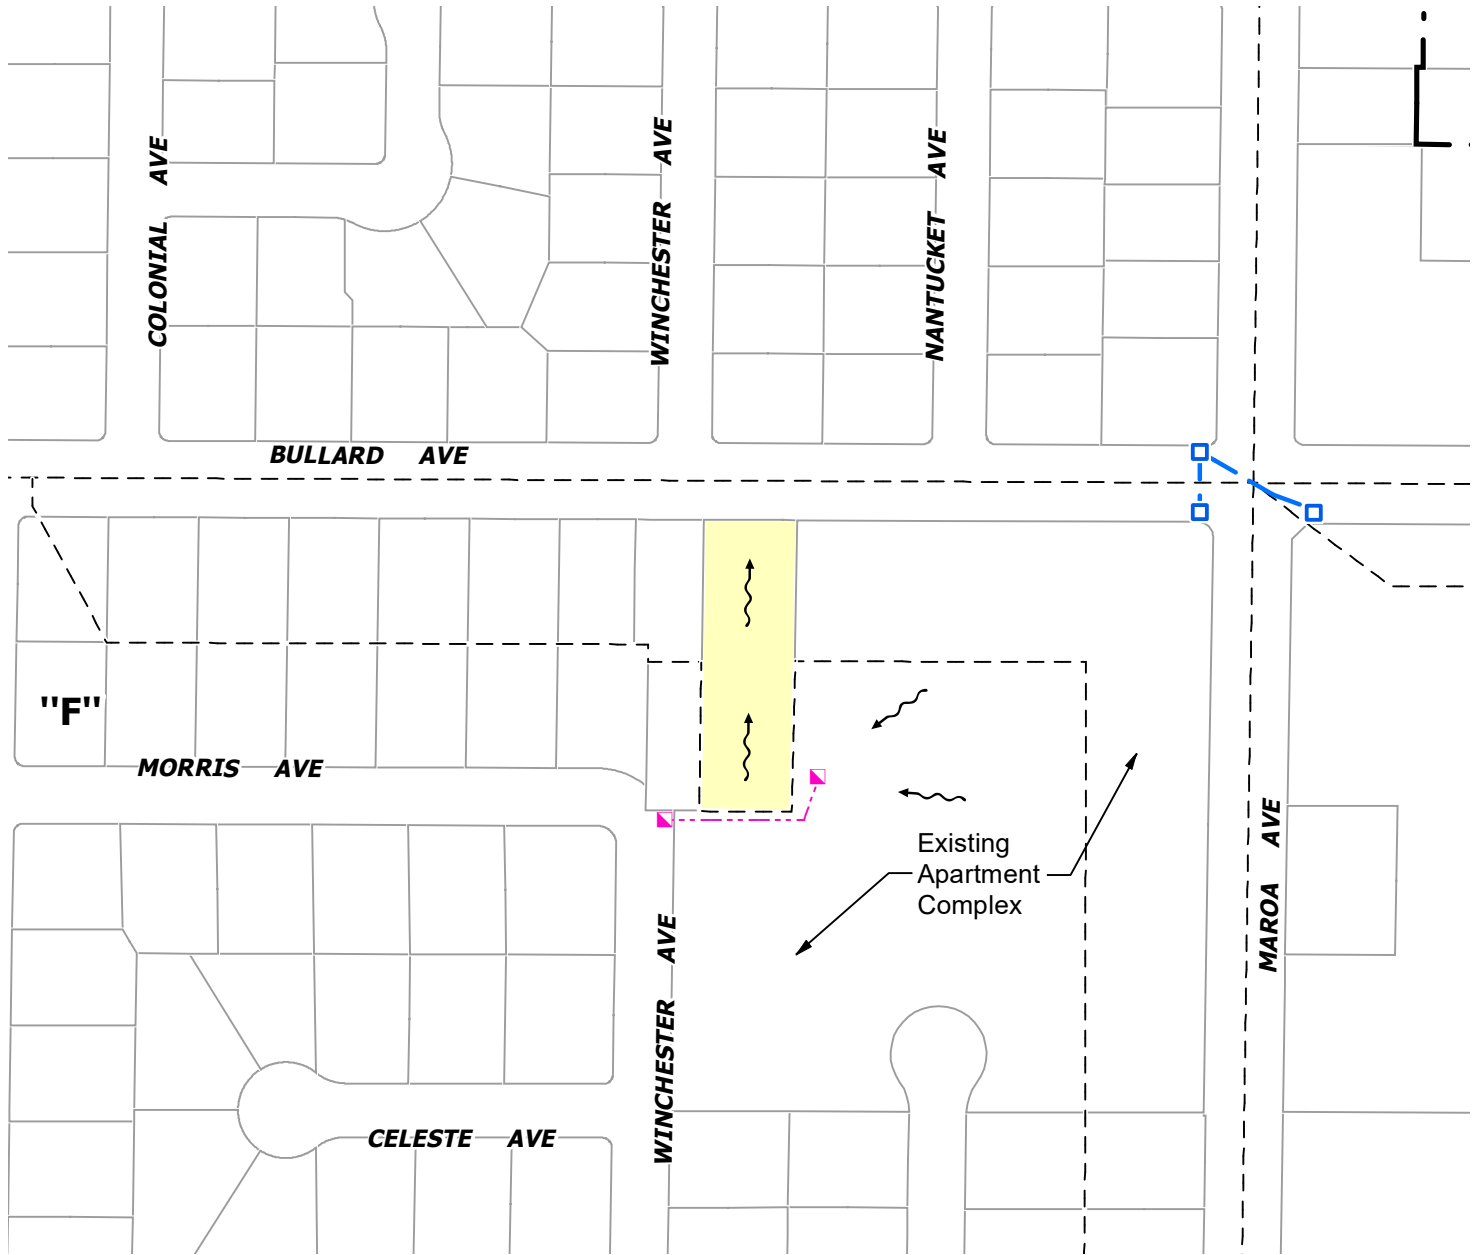 COLONIAL AVE
WINCHESTER AVE
NANTUCKET AVE
BULLARD AVE
"F"
MORRIS AVE
Existing
Apartment
Complex
MAROA AVE
WINCHESTER AVE
CELESTE AVE